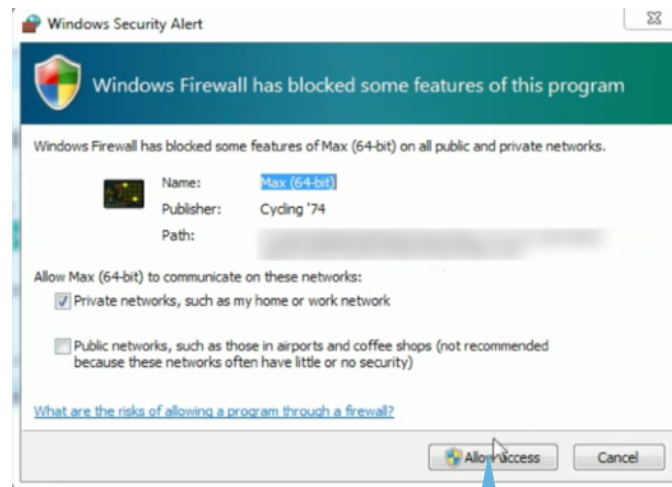 Windows Security Alert
Windows Firewall has blocked some features of this program
Windows Firewall has blocked some features of Max (64-bit) on all public and private networks.
Name: Max (64-bit)
Publisher: Cycling '74
Path:
Allow Max (64-bit) to communicate on these networks:
Private networks, such as my home or work network
Public networks, such as those in airports and coffee shops (not recommended
because these networks often have little or no security)
What are the risks of allowing a program through a firewall?
Allow access Cancel